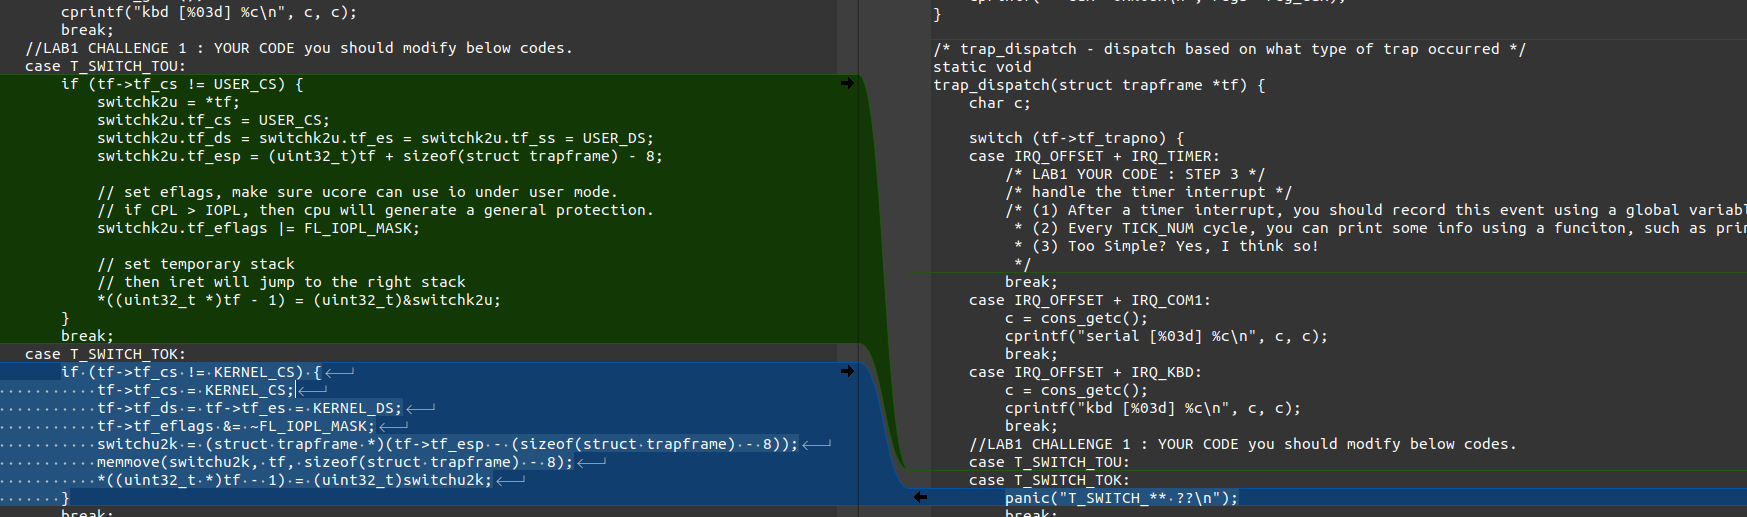 cprintf("kbd [%03d] %c\n", c, c);
break;
//LAB1 CHALLENGE 1 : YOUR CODE you should modify below codes.
case T_SWITCH_TOU:
if (tf->tf_cs != USER_CS) {
switchk2u = *tf;
switchk2u.tf_cs = USER_CS;
switchk2u.tf_ds = switchk2u.tf_es = switchk2u.tf_ss = USER_DS;
switchk2u.tf_esp = (uint32_t)tf + sizeof(struct trapframe) - 8;
// set eflags, make sure ucore can use io under user mode.
// if CPL > IOPL, then cpu will generate a general protection.
switchk2u.tf_eflags |= FL_IOPL_MASK;
// set temporary stack
// then iret will jump to the right stack
*((uint32_t *)tf - 1) = (uint32_t)&switchk2u;
}
break;
case T_SWITCH_TOK:
if (tf->tf_cs != KERNEL_CS) {
tf->tf_cs = KERNEL_CS;
tf->tf_ds = tf->tf_es = KERNEL_DS;
tf->tf_eflags &= ~FL_IOPL_MASK;
switchu2k = (struct trapframe *)(tf->tf_esp - (sizeof(struct trapframe) - 8));
memmove(switchu2k, tf, sizeof(struct trapframe) - 8);
*((uint32_t *)tf - 1) = (uint32_t)switchu2k;
}
break;
}
/* trap_dispatch - dispatch based on what type of trap occurred */
static void
trap_dispatch(struct trapframe *tf) {
char c;
switch (tf->tf_trapno) {
case IRQ_OFFSET + IRQ_TIMER:
/* LAB1 YOUR CODE : STEP 3 */
/* handle the timer interrupt */
/* (1) After a timer interrupt, you should record this event using a global
* (2) Every TICK_NUM cycle, you can print some info using a funciton, such as
* (3) Too Simple? Yes, I think so!
*/
break;
case IRQ_OFFSET + IRQ_COM1:
c = cons_getc();
cprintf("serial [%03d] %c\n", c, c);
break;
case IRQ_OFFSET + IRQ_KBD:
c = cons_getc();
cprintf("kbd [%03d] %c\n", c, c);
break;
//LAB1 CHALLENGE 1 : YOUR CODE you should modify below codes.
case T_SWITCH_TOU:
case T_SWITCH_TOK:
panic("T_SWITCH_** ??\n");
break;